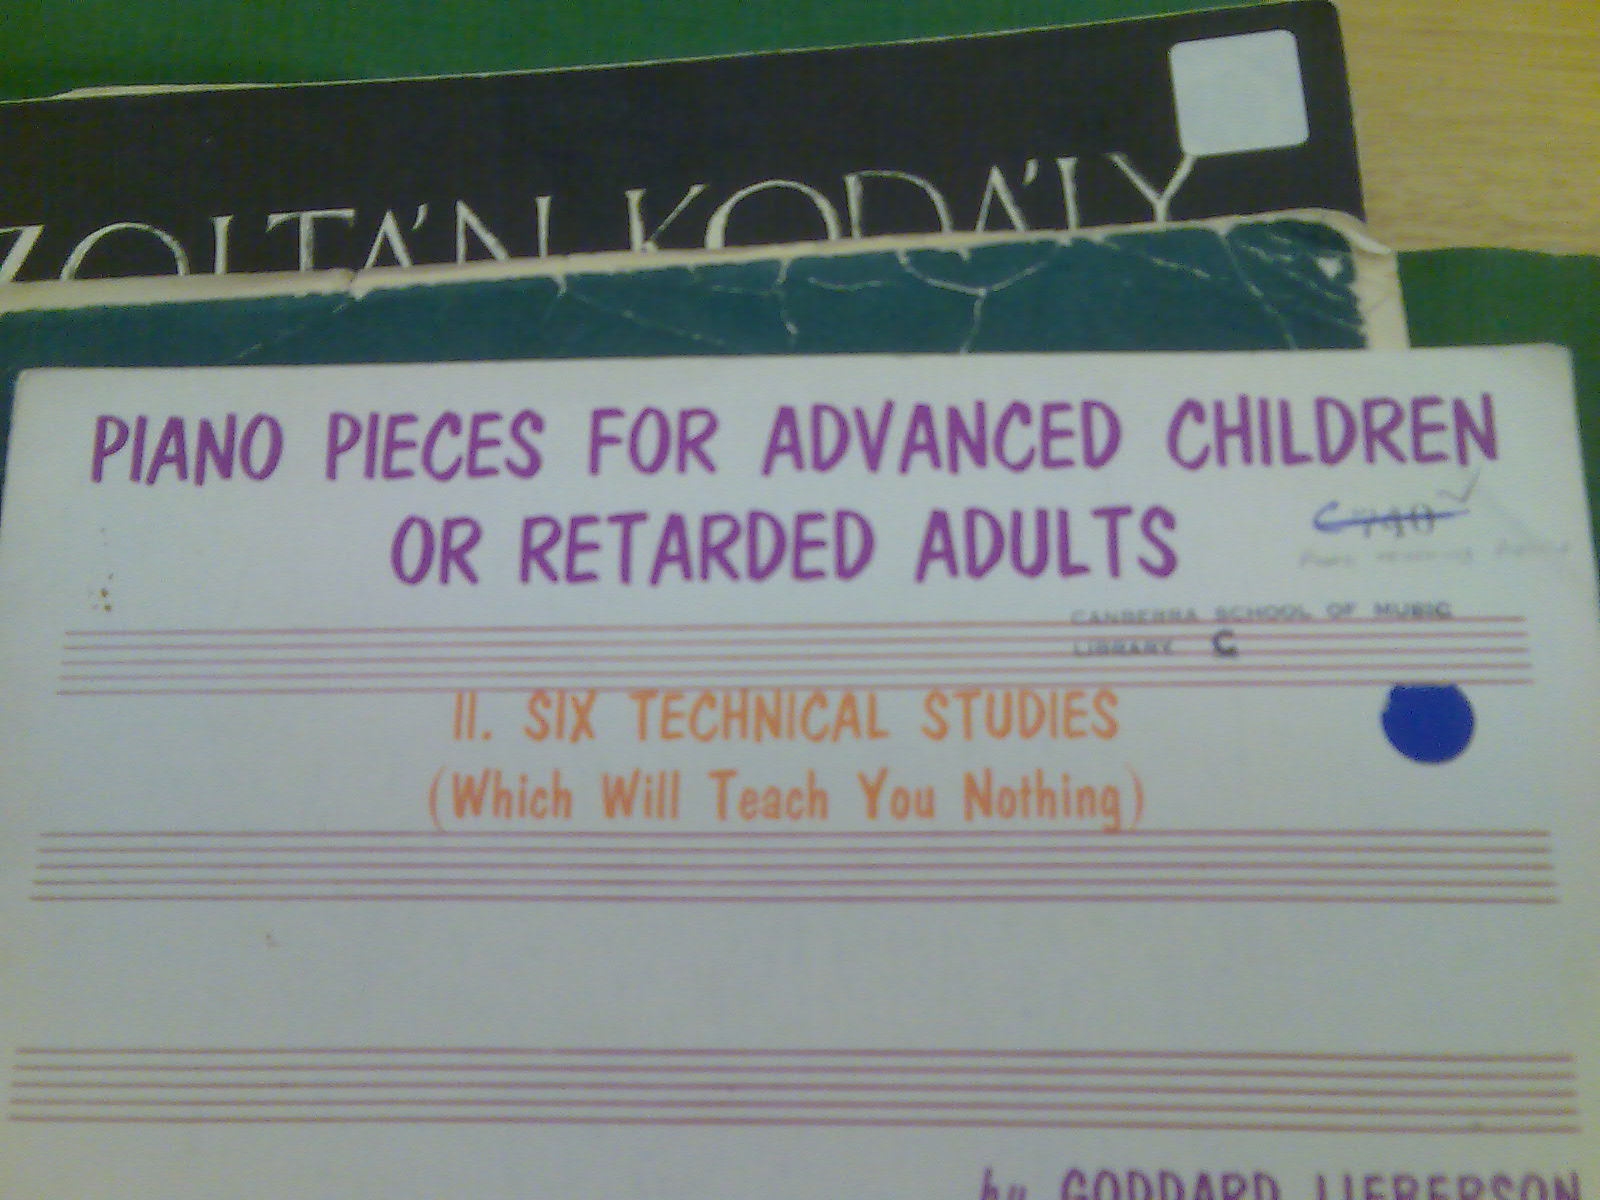 ZOLTÁN KODÁLY
PIANO PIECES FOR ADVANCED CHILDREN
OR RETARDED ADULTS
C 740
CANBERRA SCHOOL OF MUSIC
LIBRARY C
II. SIX TECHNICAL STUDIES
(Which Will Teach You Nothing)
by GODDARD LIEBERSON